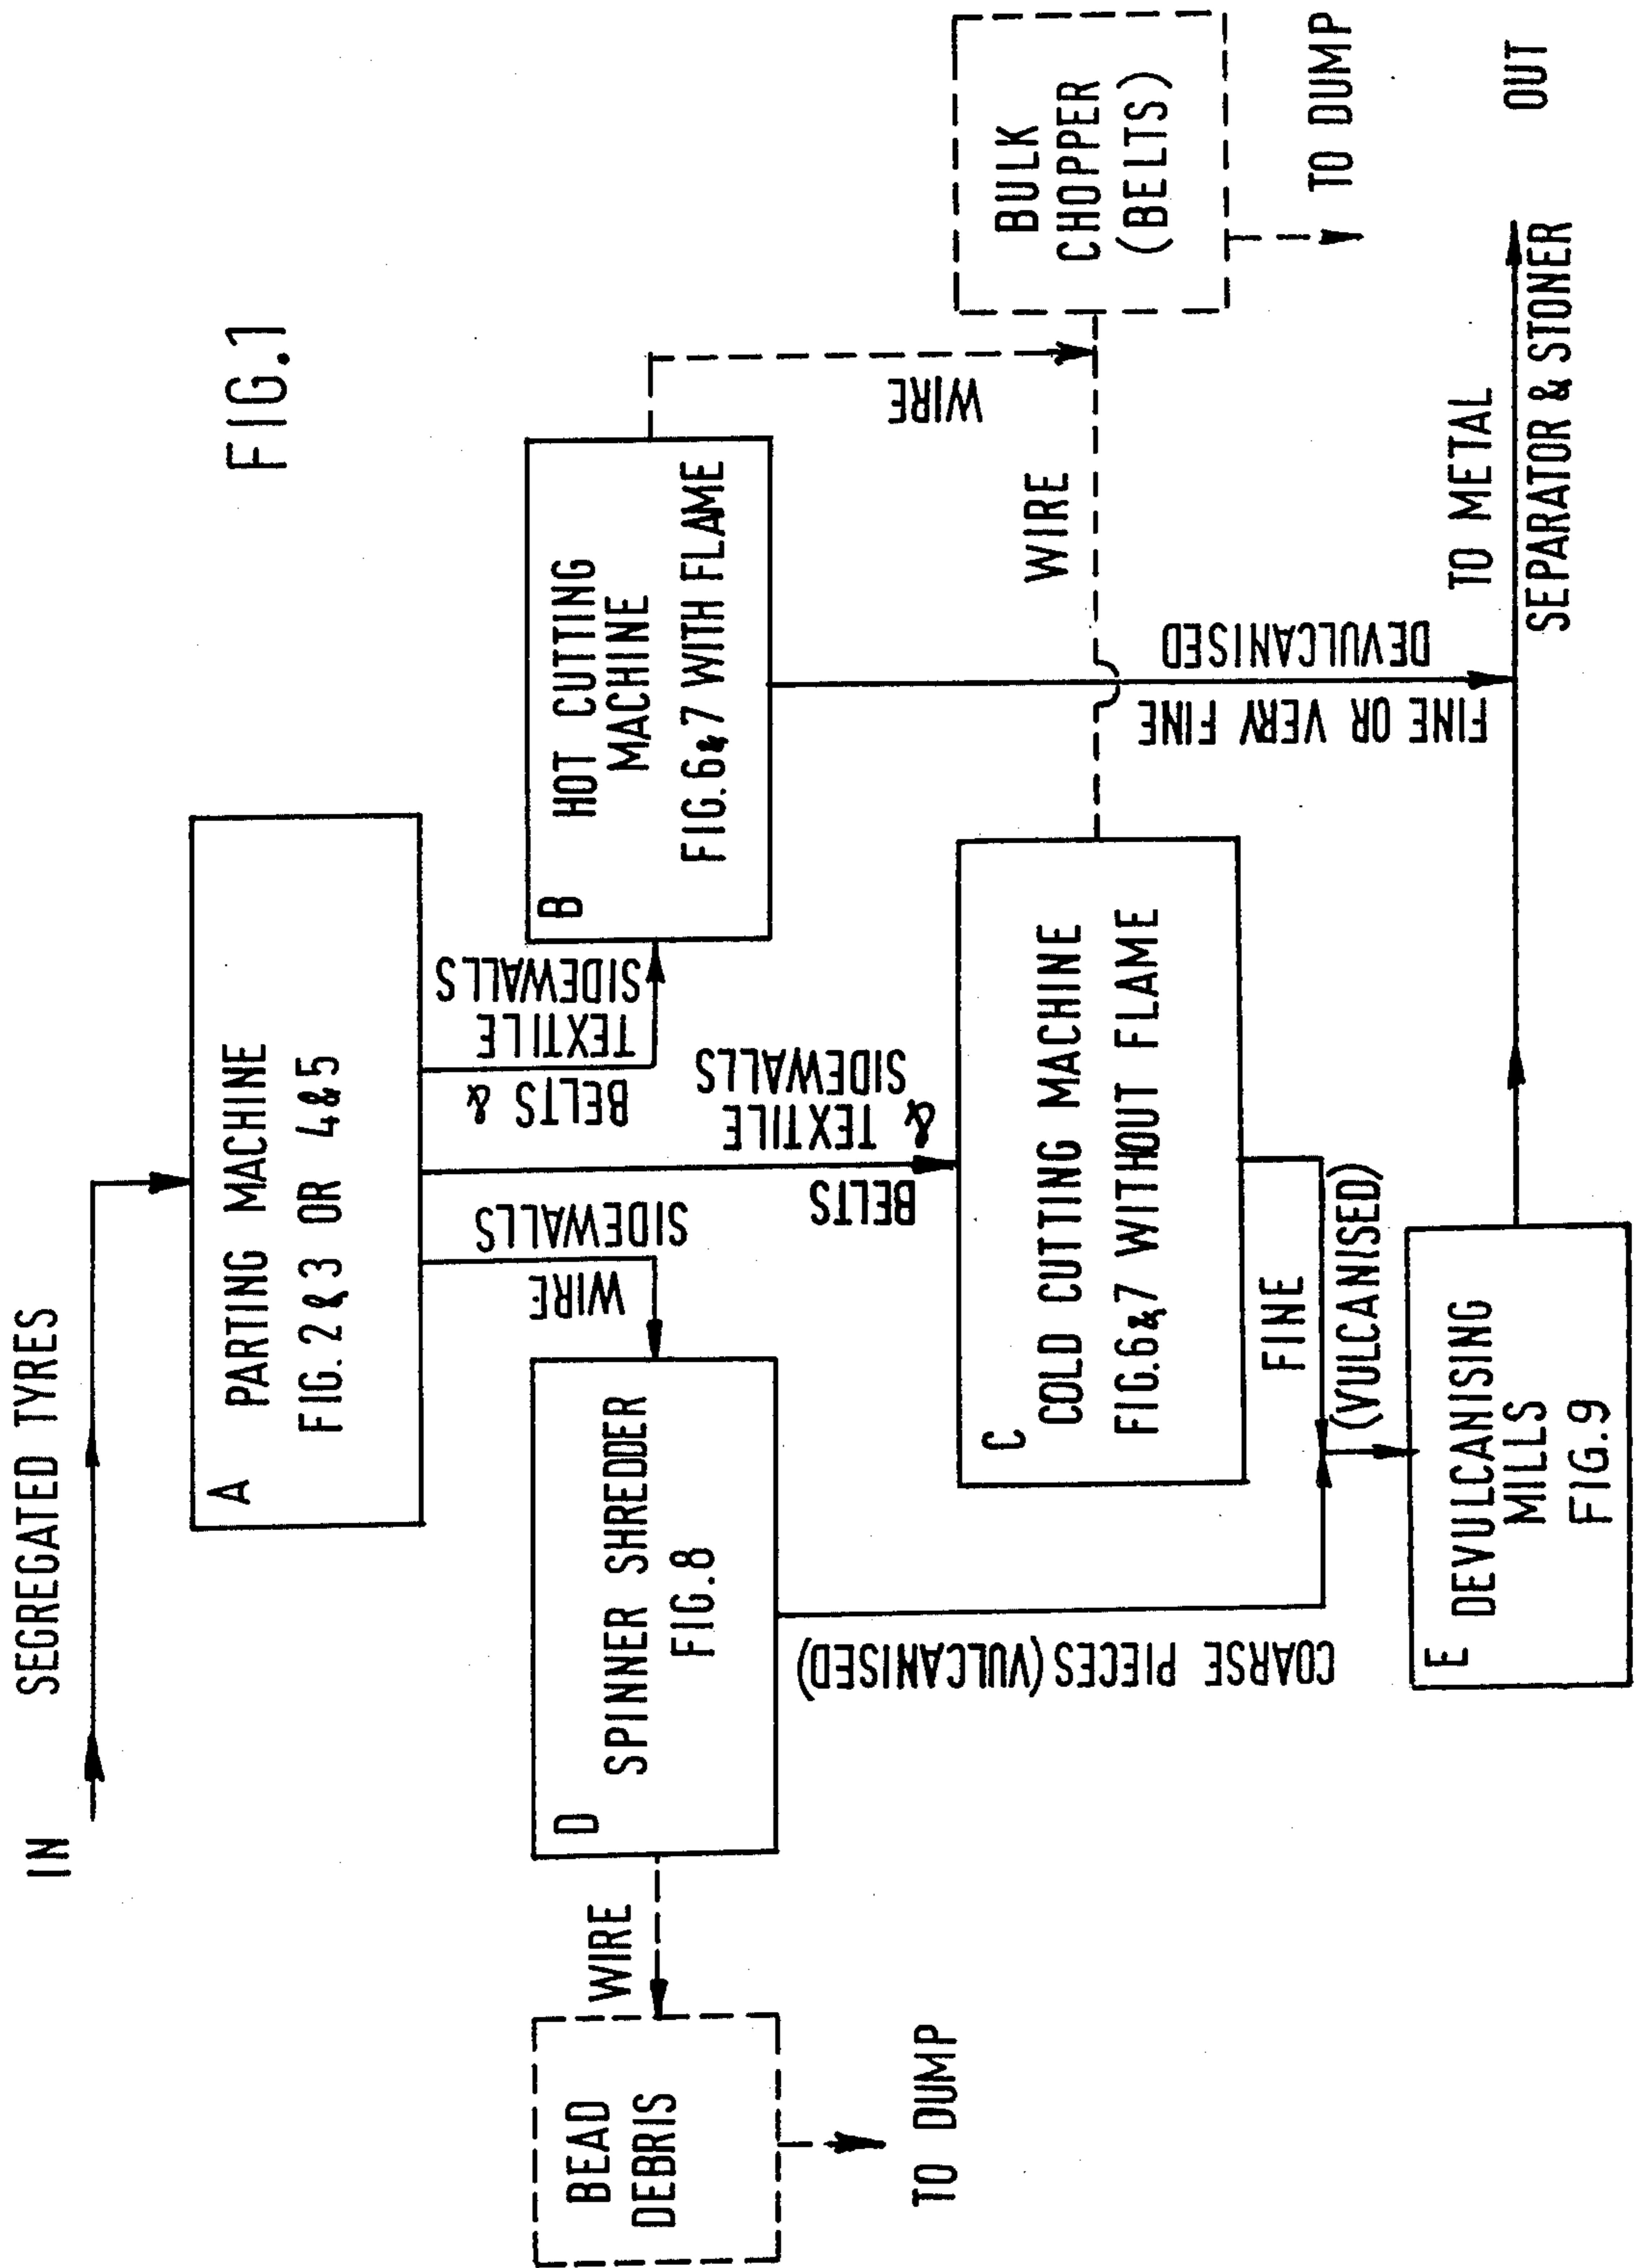 FIG.1
IN
SEGREGATED TYRES
A
PARTING MACHINE
FIG. 2 & 3 OR 4&5
WIRE
SIDEWALLS
BELTS
& TEXTILE
SIDEWALLS
BELTS &
TEXTILE
SIDEWALLS
B
HOT CUTTING
MACHINE
FIG.6&7 WITH FLAME
WIRE
D
SPINNER SHREDDER
FIG.8
WIRE
BEAD
DEBRIS
TO DUMP
C
COLD CUTTING MACHINE
FIG.6&7 WITHOUT FLAME
WIRE
BULK
CHOPPER
(BELTS)
TO DUMP
COARSE PIECES (VULCANISED)
FINE
(VULCANISED)
FINE OR VERY FINE
DEVULCANISED
E
DEVULCANISING
MILLS
FIG.9
TO METAL
SEPARATOR & STONER
OUT